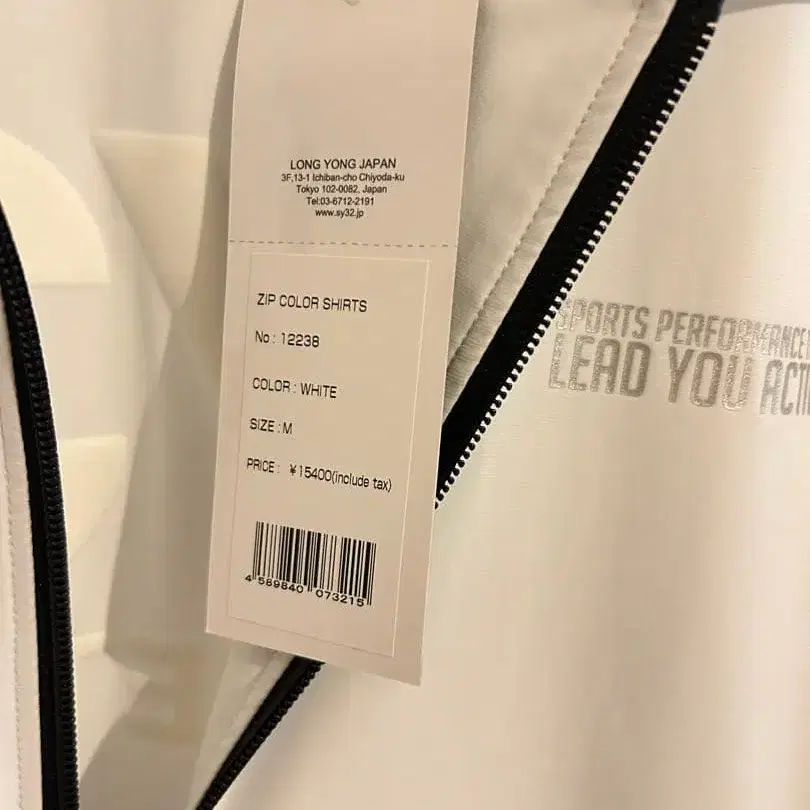 LONG YONG JAPAN
3F,13-1 Ichiban-cho Chiyoda-ku
Tokyo 102-0082, Japan
Tel:03-6712-2191
www.sy32.jp
ZIP COLOR SHIRTS
No : 12238
COLOR : WHITE
SIZE : M
PRICE : ¥15400(include tax)
4 589840 073215
SPORTS PERFORMANCE
LEAD YOU